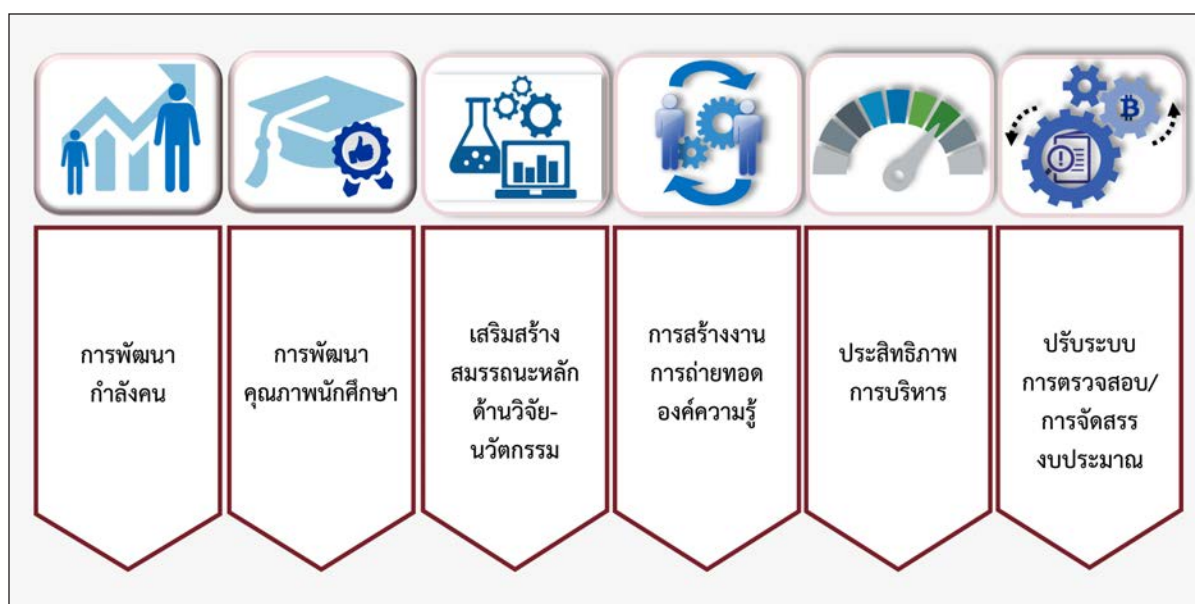 การพัฒนา
กำลังคน
การพัฒนา
คุณภาพนักศึกษา
เสริมสร้าง
สมรรถนะหลัก
ด้านวิจัย-
นวัตกรรม
การสร้างงาน
การถ่ายทอด
องค์ความรู้
ประสิทธิภาพ
การบริหาร
ปรับระบบ
การตรวจสอบ/
การจัดสรร
งบประมาณ